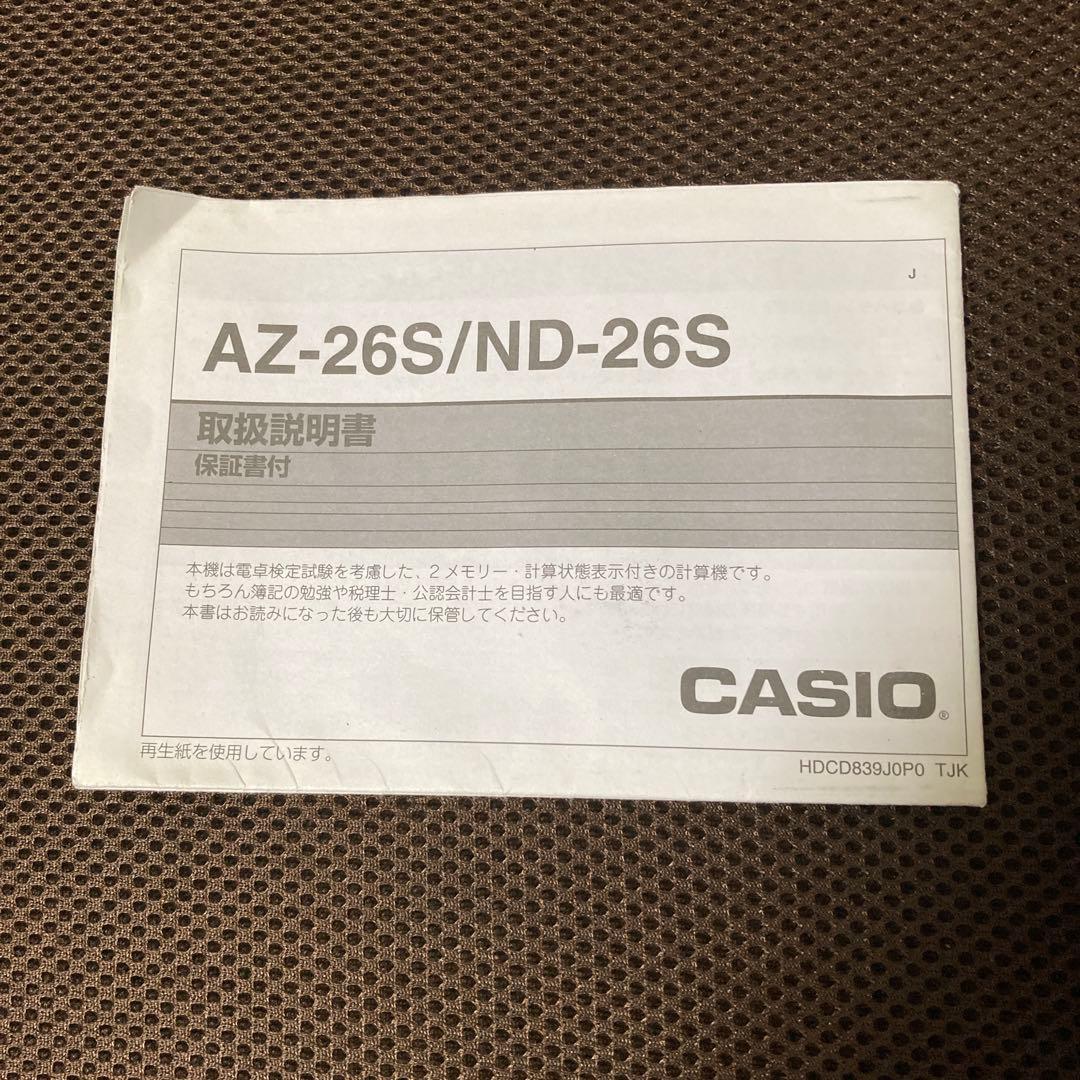 J
AZ-26S/ND-26S
取扱説明書
保証書付
本機は電卓検定試験を考慮した、2メモリー・計算状態表示付きの計算機です。
もちろん簿記の勉強や税理士・公認会計士を目指す人にも最適です。
本書はお読みになった後も大切に保管してください。
CASIO®
再生紙を使用しています。
HDCD839J0P0 TJK